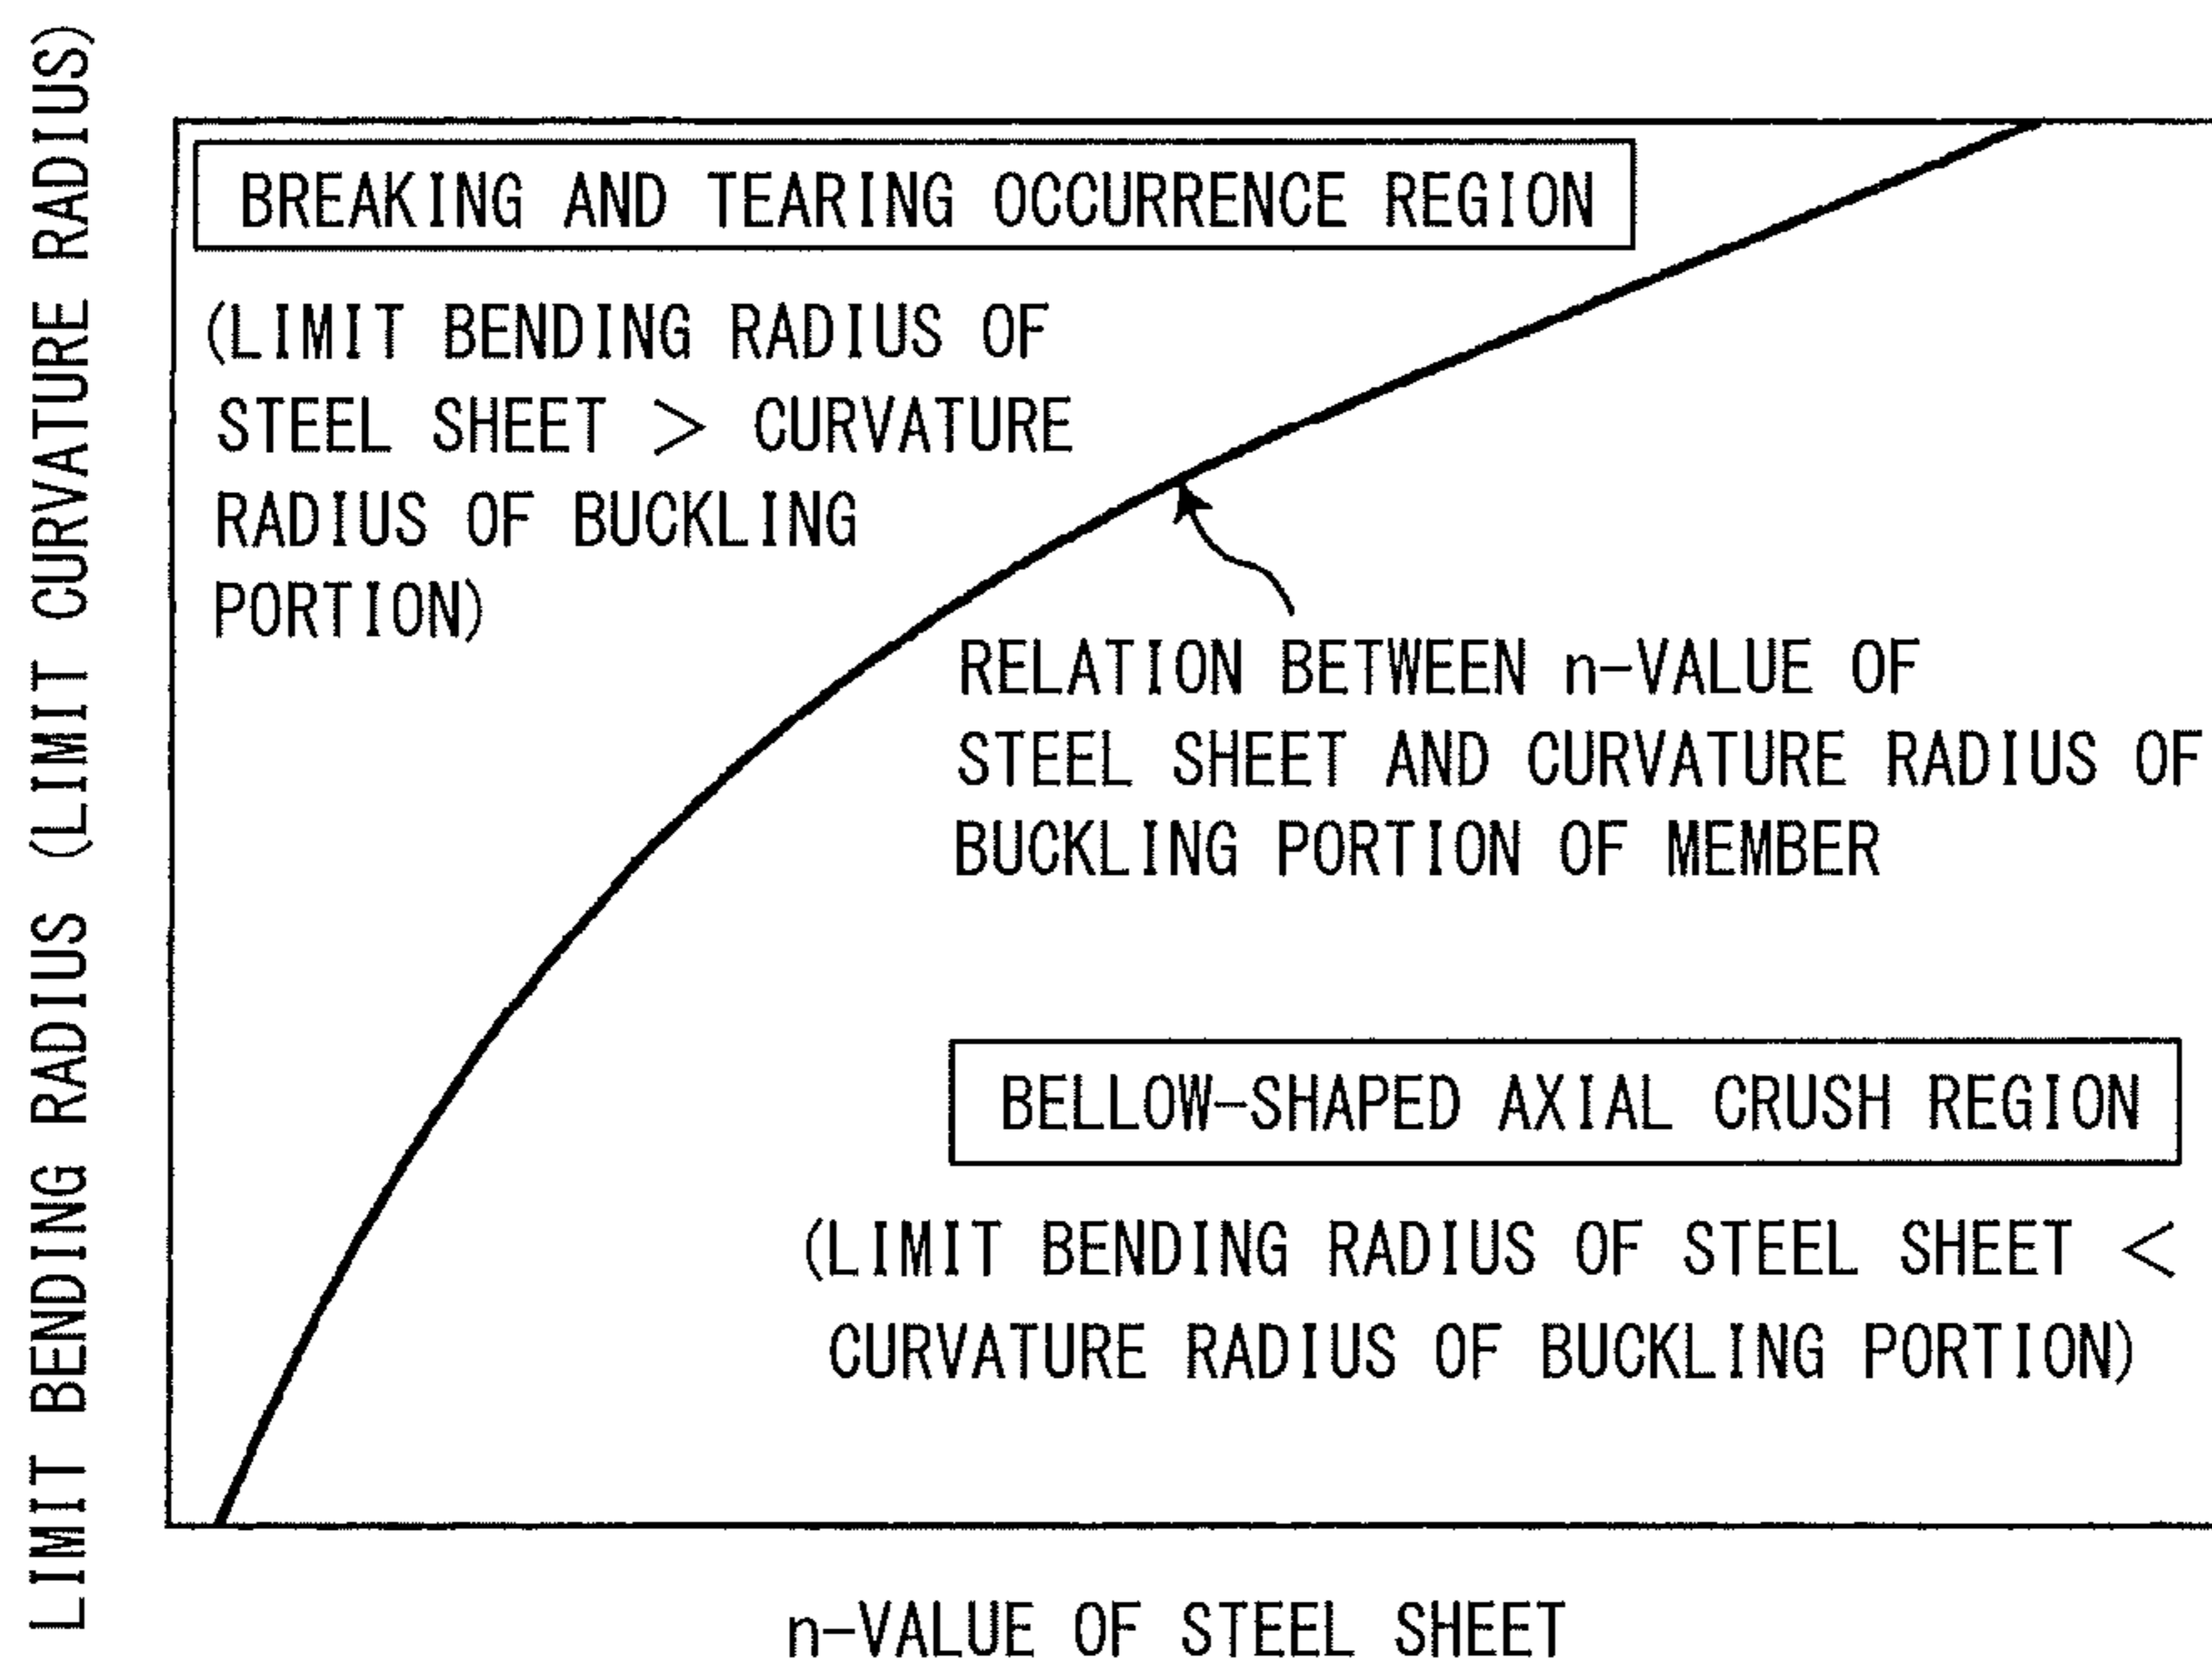 LIMIT BENDING RADIUS (LIMIT CURVATURE RADIUS)
BREAKING AND TEARING OCCURRENCE REGION
(LIMIT BENDING RADIUS OF
STEEL SHEET > CURVATURE
RADIUS OF BUCKLING
PORTION)
RELATION BETWEEN n-VALUE OF
STEEL SHEET AND CURVATURE RADIUS OF
BUCKLING PORTION OF MEMBER
BELLOW-SHAPED AXIAL CRUSH REGION
(LIMIT BENDING RADIUS OF STEEL SHEET <
CURVATURE RADIUS OF BUCKLING PORTION)
n-VALUE OF STEEL SHEET